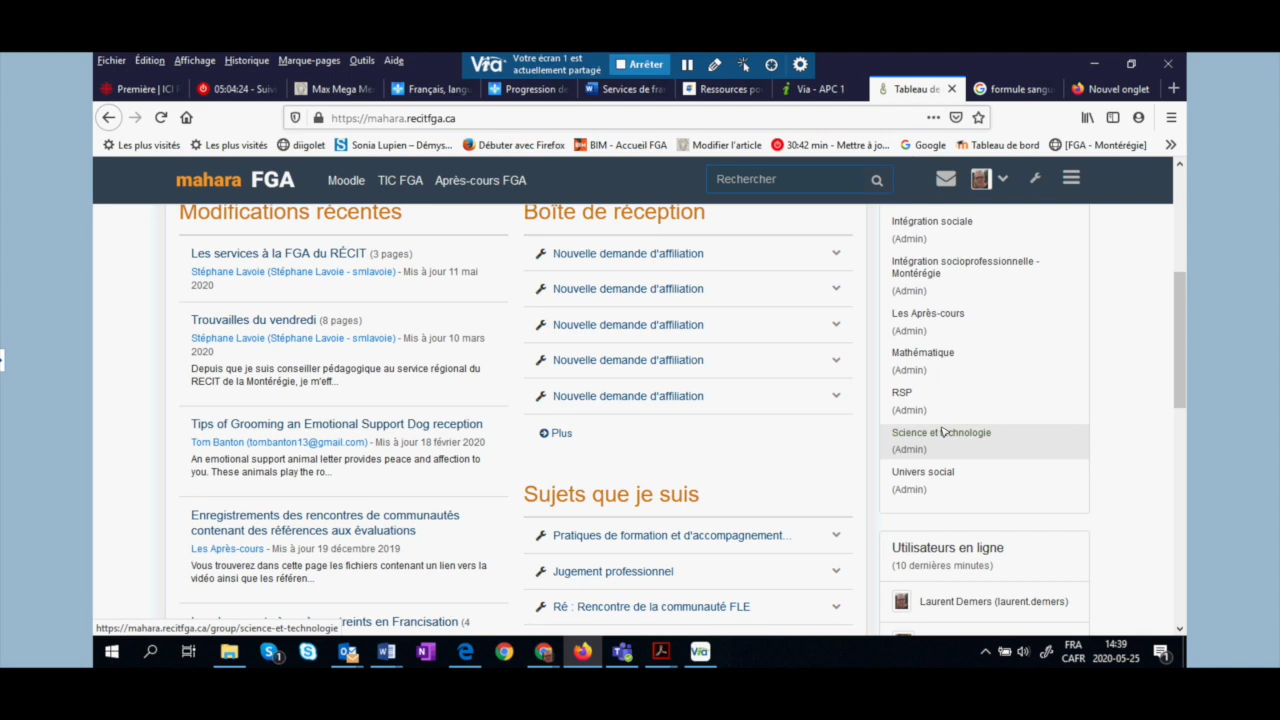 Fichier Édition Affichage Historique Marque-pages Outils Aide
Via
Votre écran 1 est
actuellement partagé
Arrêter
Première | ICI
05:04:24 - Suiv
Max Mega Me
Français, lang
Progression de
Services de fra
Ressources po
Via - APC 1
Tableau de
formule sangu
Nouvel onglet
https://mahara.recitfga.ca
Les plus visités
Les plus visités
diigolet
Sonia Lupien – Démys...
Débuter avec Firefox
BIM - Accueil FGA
Modifier l'article
30:42 min - Mettre à jo...
Google
Tableau de bord
[FGA - Montérégie]
mahara FGA
Moodle TIC FGA Après-cours FGA
Rechercher
Modifications récentes
Les services à la FGA du RÉCIT (3 pages)
Stéphane Lavoie (Stéphane Lavoie - smlavoie) - Mis à jour 11 mai
2020
Trouvailles du vendredi (8 pages)
Stéphane Lavoie (Stéphane Lavoie - smlavoie) - Mis à jour 10 mars
2020
Depuis que je suis conseiller pédagogique au service régional du
RECIT de la Montérégie, je m'eff...
Tips of Grooming an Emotional Support Dog reception
Tom Banton (tombanton13@gmail.com) - Mis à jour 18 février 2020
An emotional support animal letter provides peace and affection to
you. These animals play the ro...
Enregistrements des rencontres de communautés
contenant des références aux évaluations
Les Après-cours - Mis à jour 19 décembre 2019
Vous trouverez dans cette page les fichiers contenant un lien vers la
vidéo ainsi que les référen...
en Francisation (4
Boîte de réception
Nouvelle demande d'affiliation
Nouvelle demande d'affiliation
Nouvelle demande d'affiliation
Nouvelle demande d'affiliation
Nouvelle demande d'affiliation
Plus
Sujets que je suis
Pratiques de formation et d'accompagnement...
Jugement professionnel
Ré : Rencontre de la communauté FLE
Intégration sociale
(Admin)
Intégration socioprofessionnelle -
Montérégie
(Admin)
Les Après-cours
(Admin)
Mathématique
(Admin)
RSP
(Admin)
Science et technologie
(Admin)
Univers social
(Admin)
Utilisateurs en ligne
(10 dernières minutes)
Laurent Demers (laurent.demers)
https://mahara.recitfga.ca/group/science-et-technologie
FRA
CAFR
14:39
2020-05-25